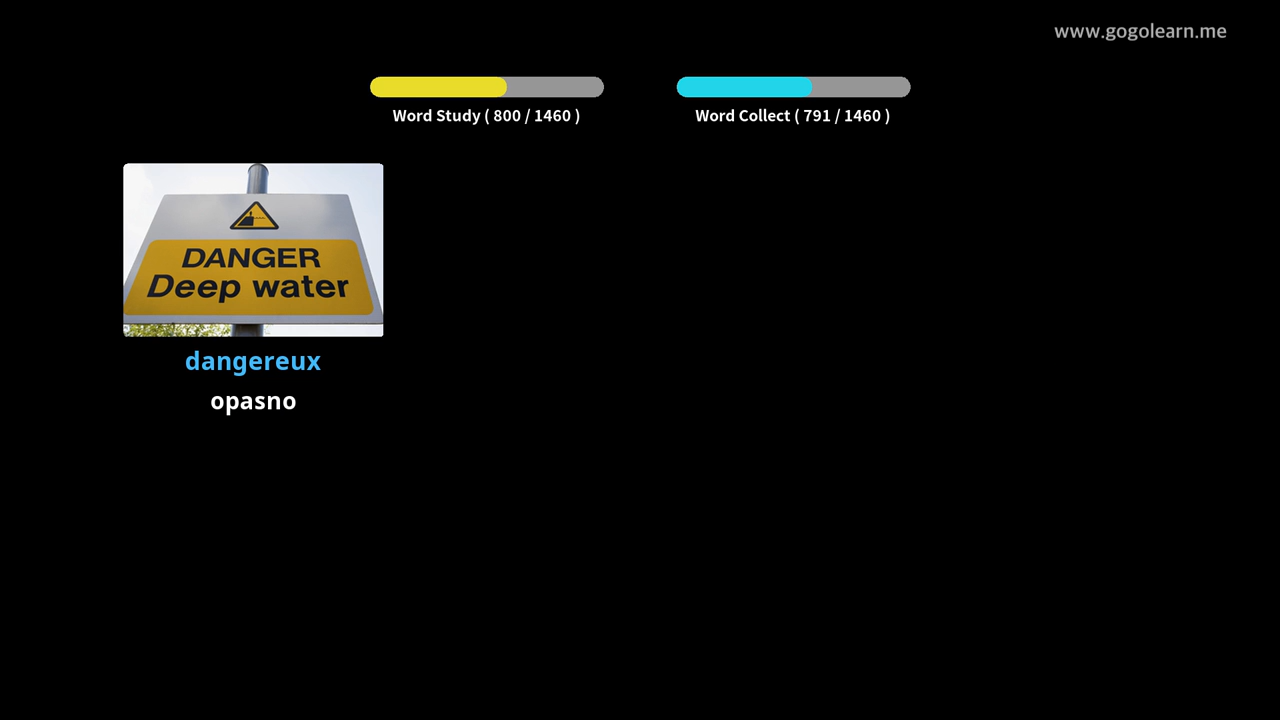 www.gogolearn.me
Word Study ( 800 / 1460 )
Word Collect ( 791 / 1460 )
DANGER
Deep water
dangereux
opasno